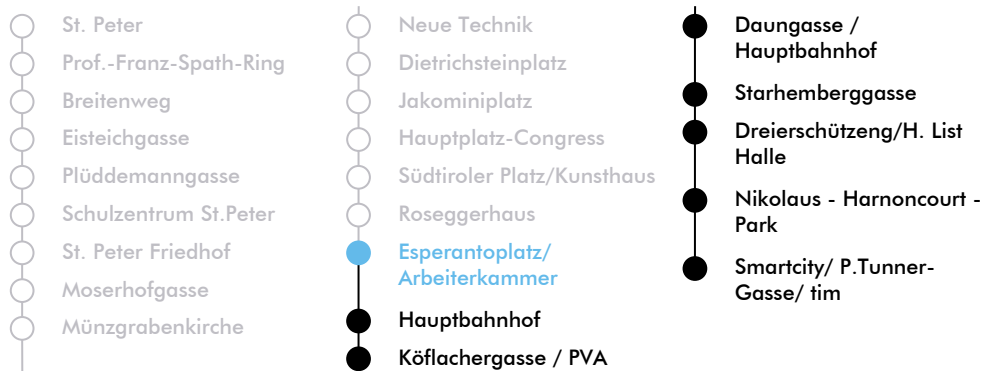 St. Peter
Prof.-Franz-Spath-Ring
Breitenweg
Eisteichgasse
Plüddemanngasse
Schulzentrum St.Peter
St. Peter Friedhof
Moserhofgasse
Münzgrabenkirche
Neue Technik
Dietrichsteinplatz
Jakominiplatz
Hauptplatz-Congress
Südtiroler Platz/Kunsthaus
Roseggerhaus
Esperantoplatz/
Arbeiterkammer
Hauptbahnhof
Köflachergasse / PVA
Daungasse /
Hauptbahnhof
Starhemberggasse
Dreierschützeng/H. List
Halle
Nikolaus - Harnoncourt -
Park
Smartcity/ P.Tunner-
Gasse/ tim